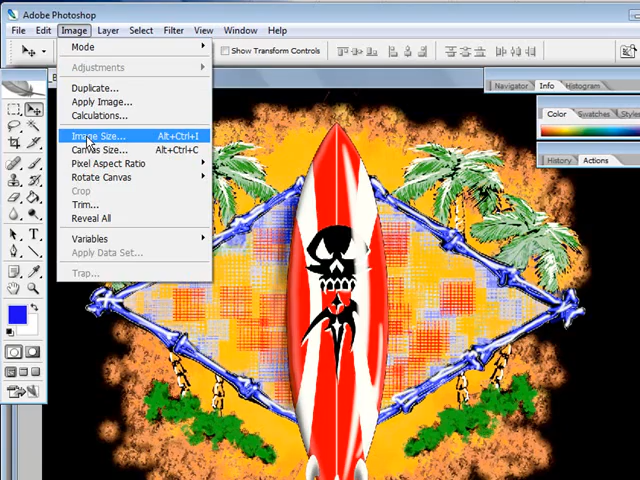 Adobe Photoshop
File Edit Image Layer Select Filter View Window Help
Show Transform Controls
Mode
Adjustments
Duplicate...
Apply Image...
Calculations...
Image Size... Alt+Ctrl+I
Canvas Size... Alt+Ctrl+C
Pixel Aspect Ratio
Rotate Canvas
Crop
Trim...
Reveal All
Variables
Apply Data Set...
Trap...
Navigator Info Histogram
Color Swatches Styles
History Actions
T